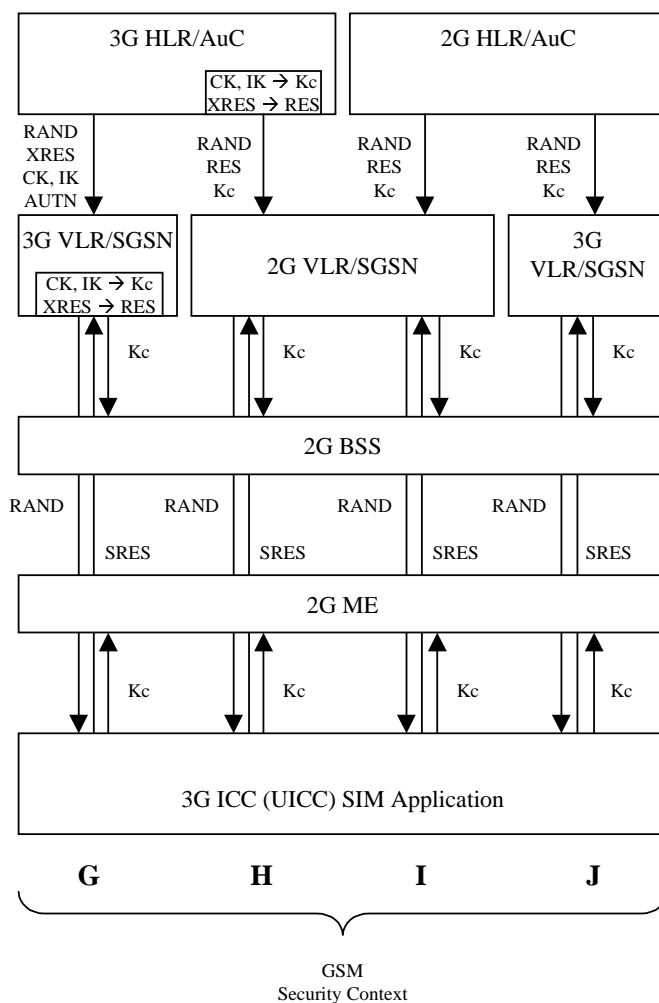 3G HLR/AuC
2G HLR/AuC
CK, IK → Kc
XRES → RES
RAND
XRES
CK, IK
AUTN
RAND
RES
Kc
RAND
RES
Kc
RAND
RES
Kc
3G VLR/SGSN
CK, IK → Kc
XRES → RES
2G VLR/SGSN
3G
VLR/SGSN
Kc
Kc
Kc
Kc
2G BSS
RAND
RAND
RAND
RAND
SRES
SRES
SRES
SRES
2G ME
Kc
Kc
Kc
Kc
3G ICC (UICC) SIM Application
G
H
I
J
GSM
Security Context